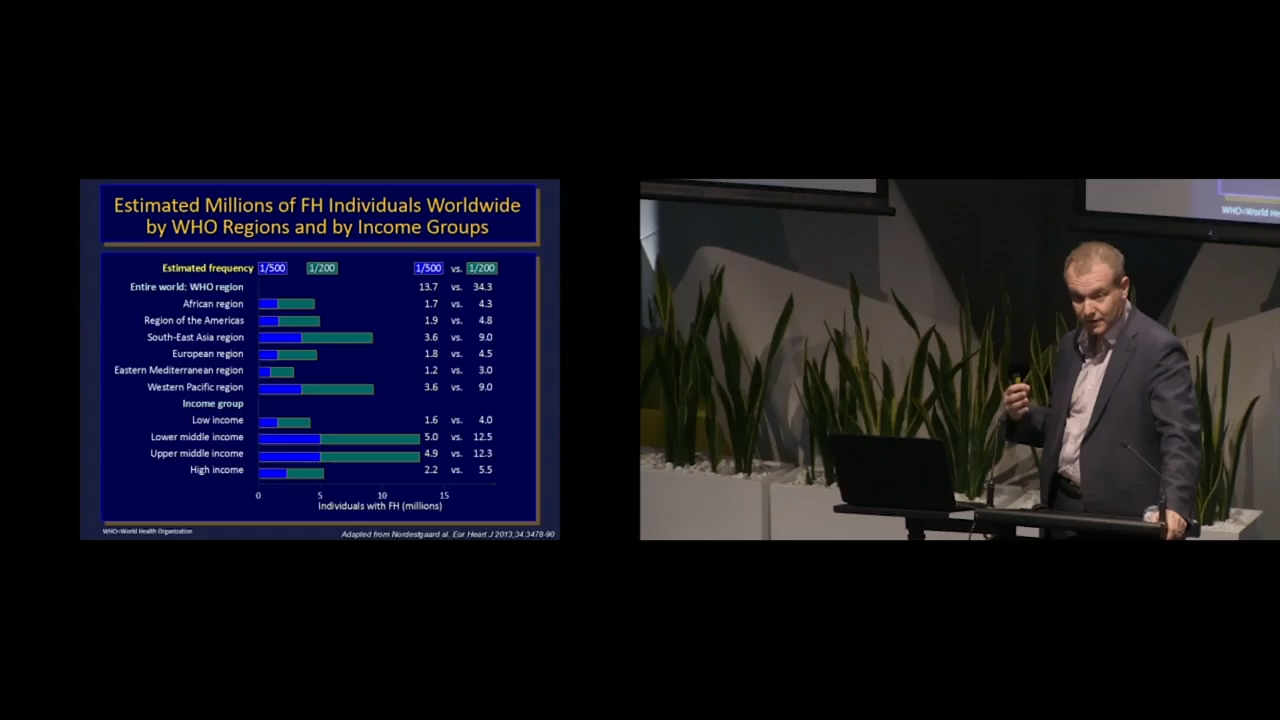 Estimated Millions of FH Individuals Worldwide
by WHO Regions and by Income Groups
Estimated frequency 1/500 1/200 1/500 vs. 1/200
Entire world: WHO region 13.7 vs. 34.3
African region 1.7 vs. 4.3
Region of the Americas 1.9 vs. 4.8
South-East Asia region 3.6 vs. 9.0
European region 1.8 vs. 4.5
Eastern Mediterranean region 1.2 vs. 3.0
Western Pacific region 3.6 vs. 9.0
Income group
Low income 1.6 vs. 4.0
Lower middle income 5.0 vs. 12.5
Upper middle income 4.9 vs. 12.3
High income 2.2 vs. 5.5
0 5 10 15
Individuals with FH (millions)
WHO=World Health Organization
Adapted from Nordestgaard al. Eur Heart J 2013;34:3478-90
WHO=World He